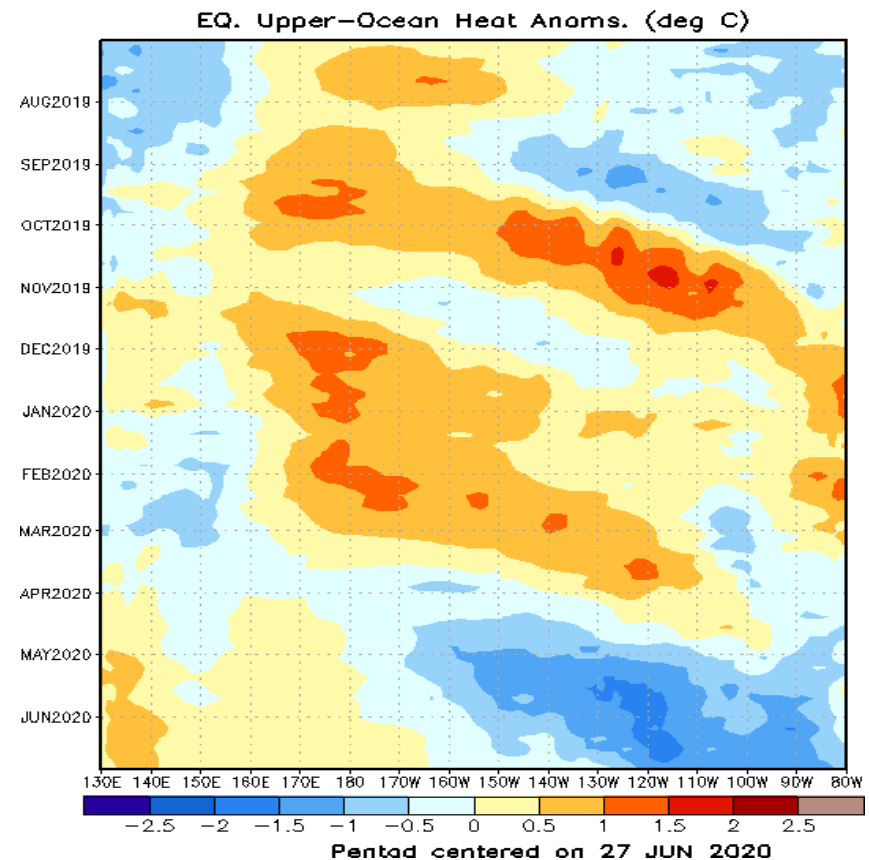 EQ. Upper-Ocean Heat Anoms. (deg C)
AUG2019
SEP2019
OCT2019
NOV2019
DEC2019
JAN2020
FEB2020
MAR2020
APR2020
MAY2020
JUN2020
130E 140E 150E 160E 170E 180 170W 160W 150W 140W 130W 120W 110W 100W 90W 80W
-2.5 -2 -1.5 -1 -0.5 0 0.5 1 1.5 2 2.5
Pentad centered on 27 JUN 2020